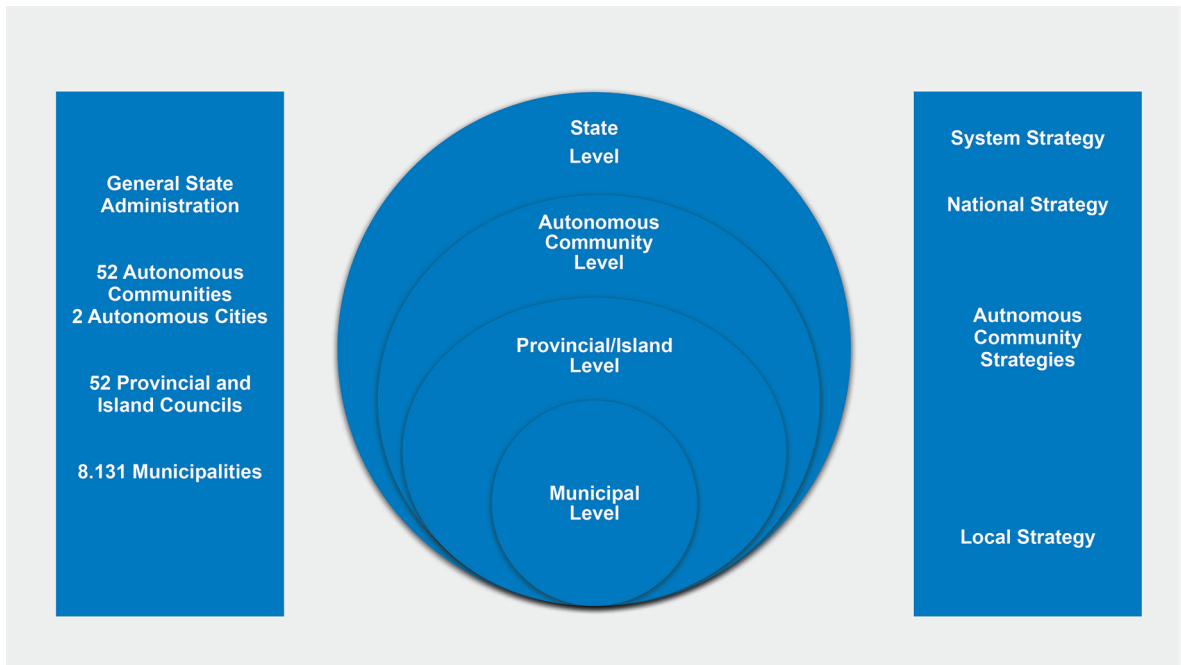 General State
Administration
52 Autonomous
Communities
2 Autonomous Cities
52 Provincial and
Island Councils
8.131 Municipalities
State
Level
Autonomous
Community
Level
Provincial/Island
Level
Municipal
Level
System Strategy
National Strategy
Autnomous
Community
Strategies
Local Strategy